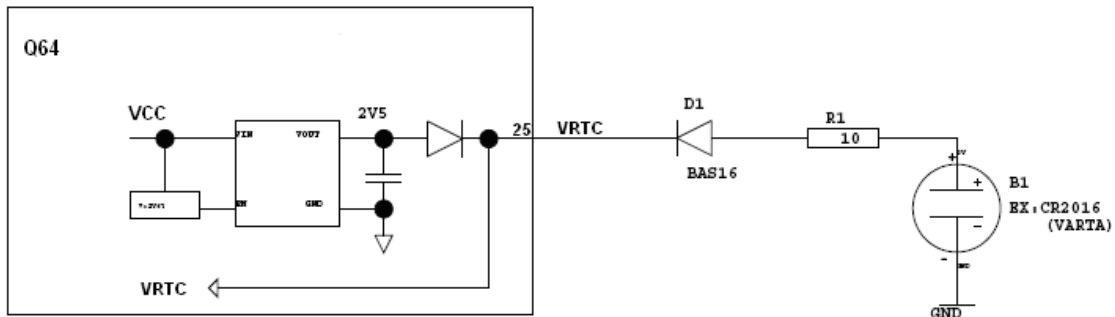 Q64
VCC
VIN
VOUT
2V5
25
VRTC
D1
BAS16
R1
10
EN
GND
VRTC
+
+
B1
EX:CR2016
(VARTA)
-
-
GND
GND